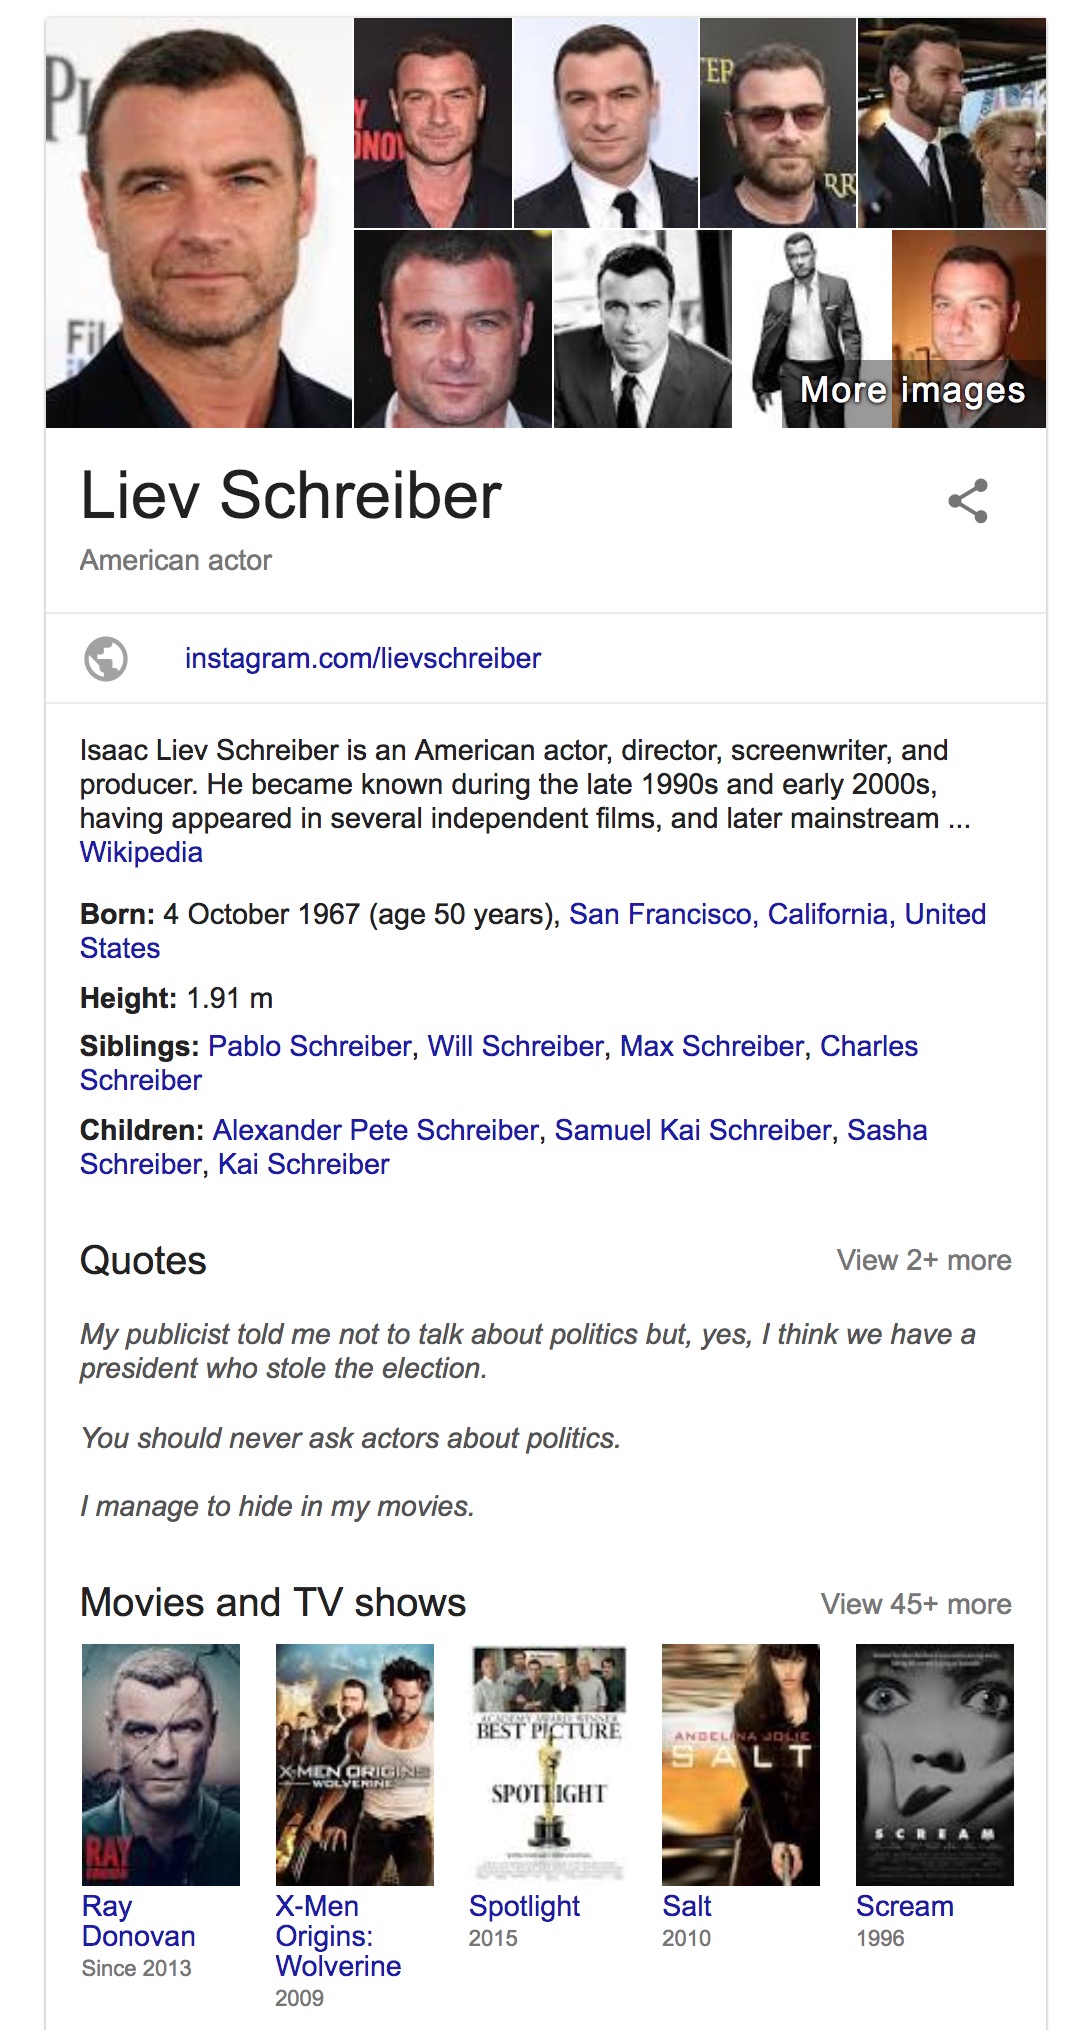 More images
Liev Schreiber
American actor
instagram.com/lievschreiber
Isaac Liev Schreiber is an American actor, director, screenwriter, and
producer. He became known during the late 1990s and early 2000s,
having appeared in several independent films, and later mainstream ...
Wikipedia
Born: 4 October 1967 (age 50 years), San Francisco, California, United
States
Height: 1.91 m
Siblings: Pablo Schreiber, Will Schreiber, Max Schreiber, Charles
Schreiber
Children: Alexander Pete Schreiber, Samuel Kai Schreiber, Sasha
Schreiber, Kai Schreiber
Quotes View 2+ more
My publicist told me not to talk about politics but, yes, I think we have a
president who stole the election.
You should never ask actors about politics.
I manage to hide in my movies.
Movies and TV shows View 45+ more
RAY
X-MEN ORIGINS
WOLVERINE
ACADEMY AWARD WINNER
BEST PICTURE
SPOTLIGHT
ANGELINA JOLIE
SALT
SCREAM
Ray
Donovan
Since 2013
X-Men
Origins:
Wolverine
2009
Spotlight
2015
Salt
2010
Scream
1996